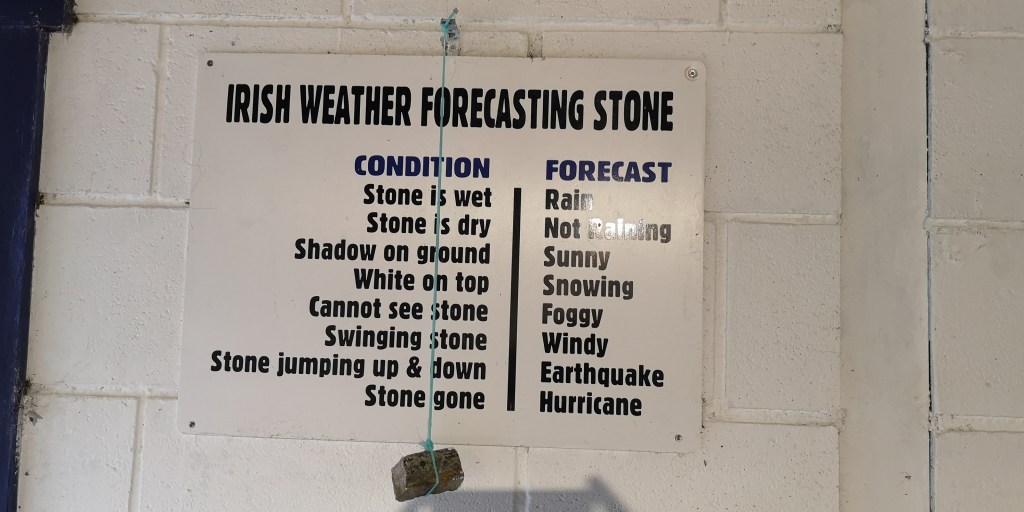 IRISH WEATHER FORECASTING STONE
CONDITION FORECAST
Stone is wet Rain
Stone is dry Not Raining
Shadow on ground Sunny
White on top Snowing
Cannot see stone Foggy
Swinging stone Windy
Stone jumping up & down Earthquake
Stone gone Hurricane